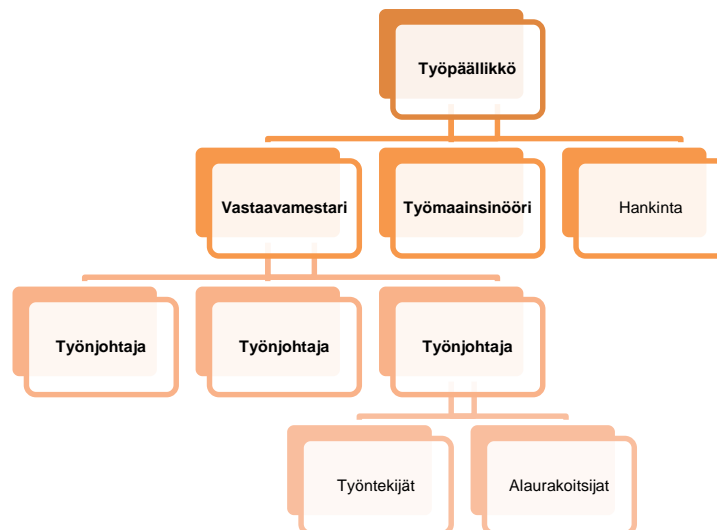 Työpäällikkö
Vastaavamestari
Työmaainsinööri
Hankinta
Työnjohtaja
Työnjohtaja
Työnjohtaja
Työntekijät
Alaurakoitsijat